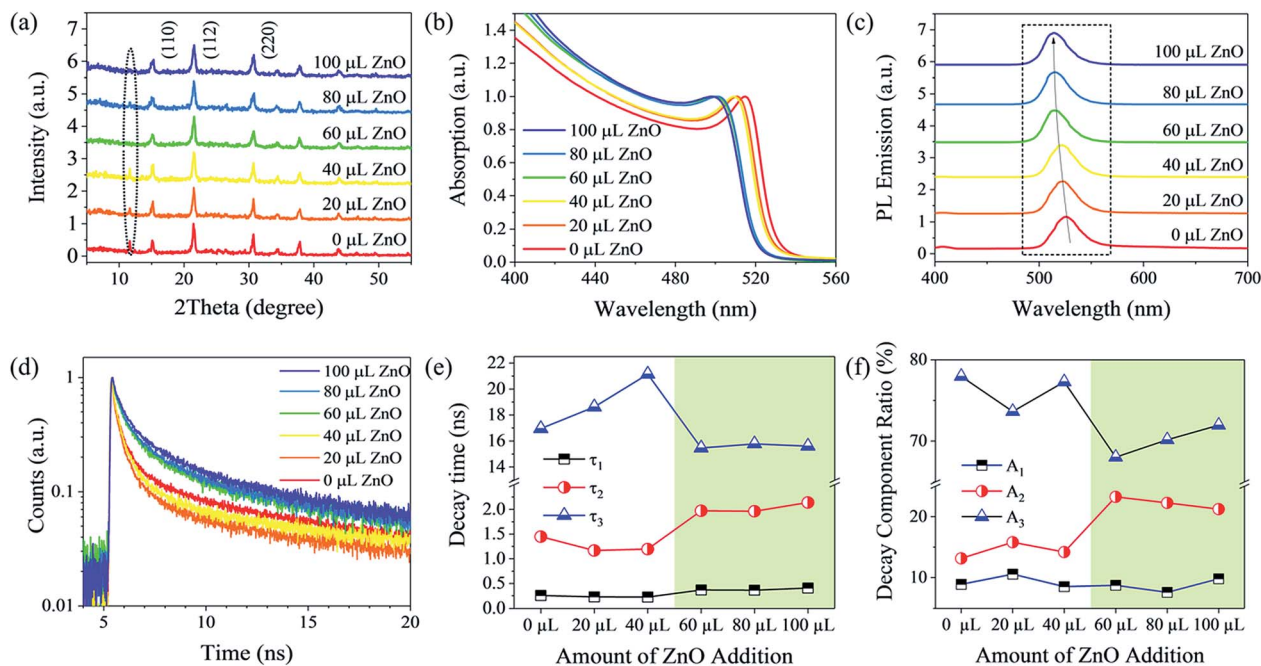 (a)
Intensity (a.u.)
7
6
5
4
3
2
1
0
(110)
(112)
(220)
100 μL ZnO
80 μL ZnO
60 μL ZnO
40 μL ZnO
20 μL ZnO
0 μL ZnO
10 20 30 40 50
2Theta (degree)
(b)
Absorption (a.u.)
1.4
1.2
1.0
0.8
0.6
0.4
0.2
0.0
100 μL ZnO
80 μL ZnO
60 μL ZnO
40 μL ZnO
20 μL ZnO
0 μL ZnO
400 440 480 520 560
Wavelength (nm)
(c)
PL Emission (a.u.)
7
6
5
4
3
2
1
0
100 μL ZnO
80 μL ZnO
60 μL ZnO
40 μL ZnO
20 μL ZnO
0 μL ZnO
400 500 600 700
Wavelength (nm)
(d)
Counts (a.u.)
1
0.1
0.01
100 μL ZnO
80 μL ZnO
60 μL ZnO
40 μL ZnO
20 μL ZnO
0 μL ZnO
5 10 15 20
Time (ns)
(e)
Decay time (ns)
22
20
18
16
14
2.0
1.5
1.0
0.5
0.0
τ₁
τ₂
τ₃
0 μL 20 μL 40 μL 60 μL 80 μL 100 μL
Amount of ZnO Addition
(f)
Decay Component Ratio (%)
80
70
20
10
A₁
A₂
A₃
0 μL 20 μL 40 μL 60 μL 80 μL 100 μL
Amount of ZnO Addition